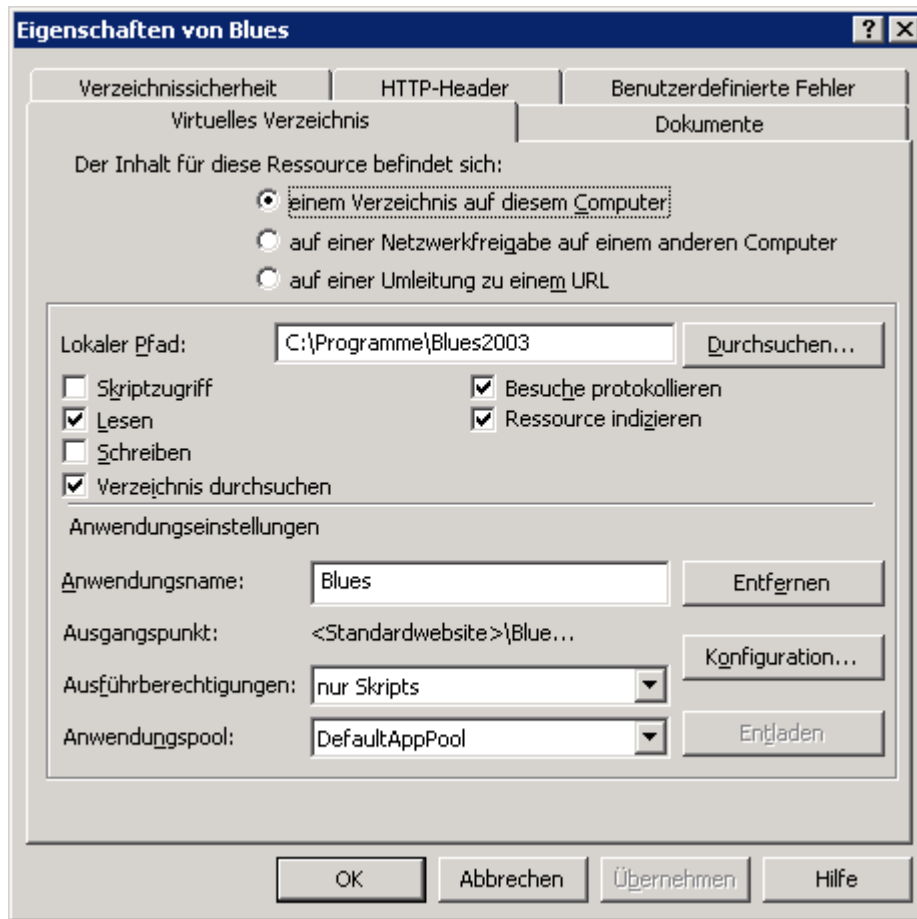 Eigenschaften von Blues
Verzeichnissicherheit HTTP-Header Benutzerdefinierte Fehler
Virtuelles Verzeichnis Dokumente
Der Inhalt für diese Ressource befindet sich:
einem Verzeichnis auf diesem Computer
auf einer Netzwerkfreigabe auf einem anderen Computer
auf einer Umleitung zu einem URL
Lokaler Pfad: C:\Programme\Blues2003 Durchsuchen...
Skriptzugriff Besuche protokollieren
Lesen Ressource indizieren
Schreiben
Verzeichnis durchsuchen
Anwendungseinstellungen
Anwendungsname: Blues Entfernen
Ausgangspunkt: <Standardwebsite>\Blue...
Konfiguration...
Ausführberechtigungen: nur Skripts
Anwendungspool: DefaultAppPool Entladen
OK Abbrechen Übernehmen Hilfe